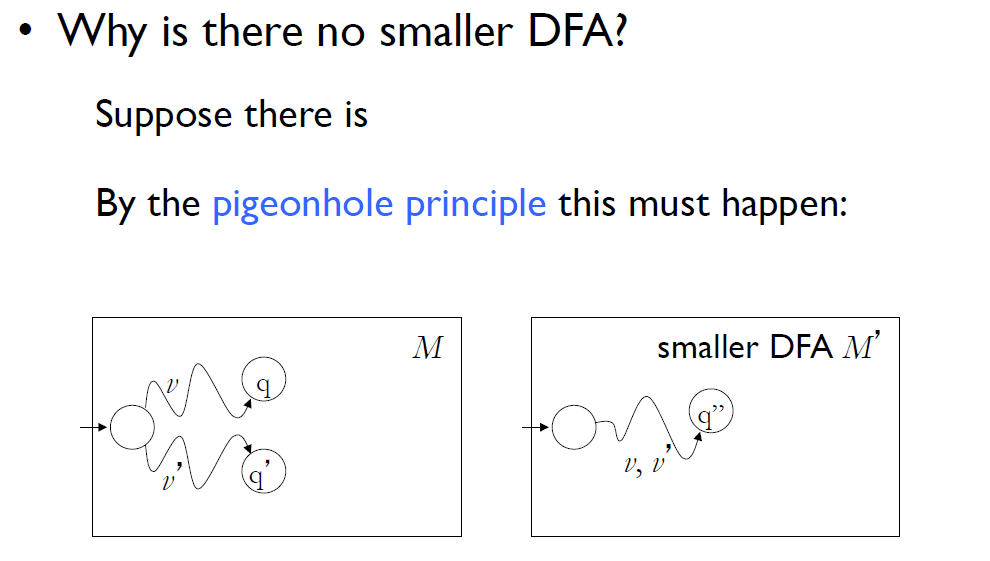 • Why is there no smaller DFA?
Suppose there is
By the pigeonhole principle this must happen:
M
v
q
v’
q’
smaller DFA M’
q”
v, v’